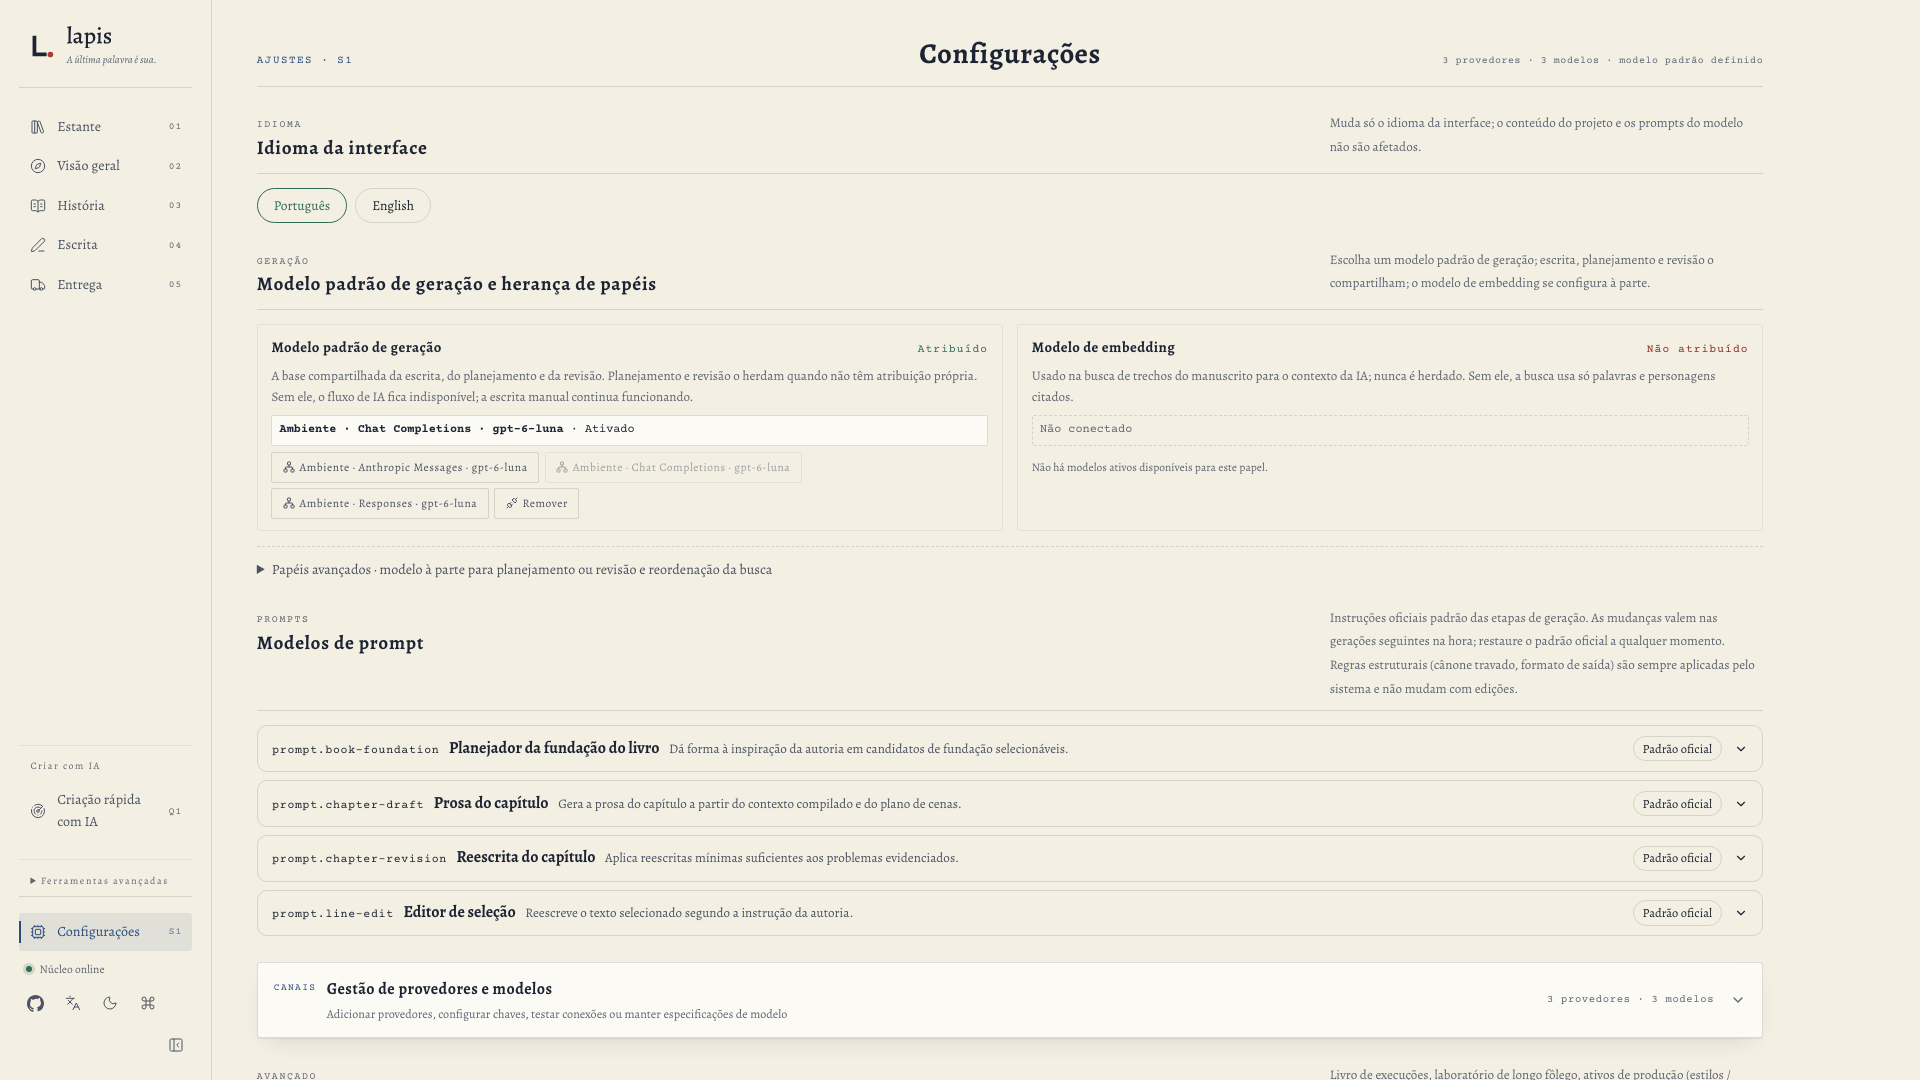 lapis
A última palavra é sua.
Estante 01
Visão geral 02
História 03
Escrita 04
Entrega 05
Criar com IA
Criação rápida com IA Q1
Ferramentas avançadas
Configurações S1
Núcleo online
AJUSTES · S1
Configurações
3 provedores · 3 modelos · modelo padrão definido
IDIOMA
Idioma da interface
Muda só o idioma da interface; o conteúdo do projeto e os prompts do modelo
não são afetados.
Português
English
GERAÇÃO
Modelo padrão de geração e herança de papéis
Escolha um modelo padrão de geração; escrita, planejamento e revisão o
compartilham; o modelo de embedding se configura à parte.
Modelo padrão de geração
Atribuído
A base compartilhada da escrita, do planejamento e da revisão. Planejamento e revisão o herdam quando não têm atribuição própria.
Sem ele, o fluxo de IA fica indisponível; a escrita manual continua funcionando.
Ambiente · Chat Completions · gpt-6-luna · Ativado
Ambiente · Anthropic Messages · gpt-6-luna
Ambiente · Chat Completions · gpt-6-luna
Ambiente · Responses · gpt-6-luna
Remover
Modelo de embedding
Não atribuído
Usado na busca de trechos do manuscrito para o contexto da IA; nunca é herdado. Sem ele, a busca usa só palavras e personagens
citados.
Não conectado
Não há modelos ativos disponíveis para este papel.
Papéis avançados · modelo à parte para planejamento ou revisão e reordenação da busca
PROMPTS
Modelos de prompt
Instruções oficiais padrão das etapas de geração. As mudanças valem nas
gerações seguintes na hora; restaure o padrão oficial a qualquer momento.
Regras estruturais (cânone travado, formato de saída) são sempre aplicadas pelo
sistema e não mudam com edições.
prompt.book-foundation Planejador da fundação do livro Dá forma à inspiração da autoria em candidatos de fundação selecionáveis. Padrão oficial
prompt.chapter-draft Prosa do capítulo Gera a prosa do capítulo a partir do contexto compilado e do plano de cenas. Padrão oficial
prompt.chapter-revision Reescrita do capítulo Aplica reescritas mínimas suficientes aos problemas evidenciados. Padrão oficial
prompt.line-edit Editor de seleção Reescreve o texto selecionado segundo a instrução da autoria. Padrão oficial
CANAIS
Gestão de provedores e modelos
Adicionar provedores, configurar chaves, testar conexões ou manter especificações de modelo
3 provedores · 3 modelos
AVANÇADO
Livro de execuções, laboratório de longo fôlego, ativos de produção (estilos /